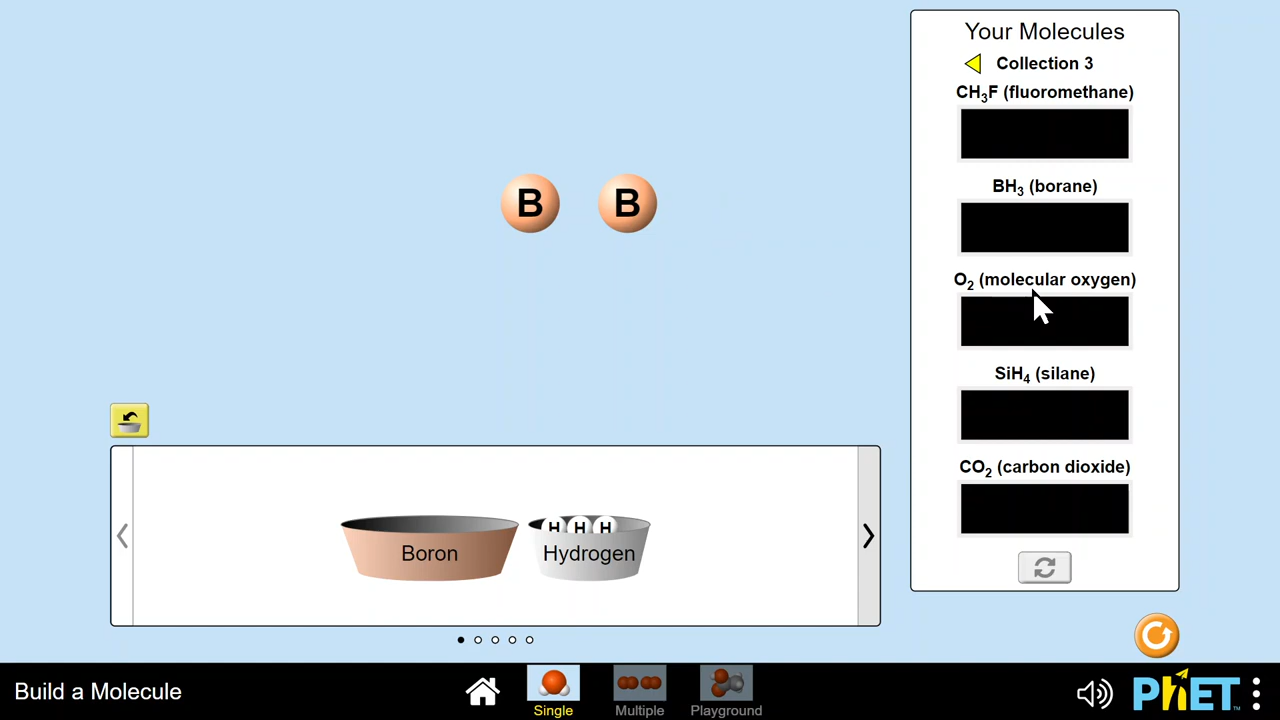 Your Molecules
Collection 3
CH₃F (fluoromethane)
BH₃ (borane)
O₂ (molecular oxygen)
SiH₄ (silane)
CO₂ (carbon dioxide)
B B
H H H
Boron Hydrogen
Build a Molecule
Single Multiple Playground
PhET™